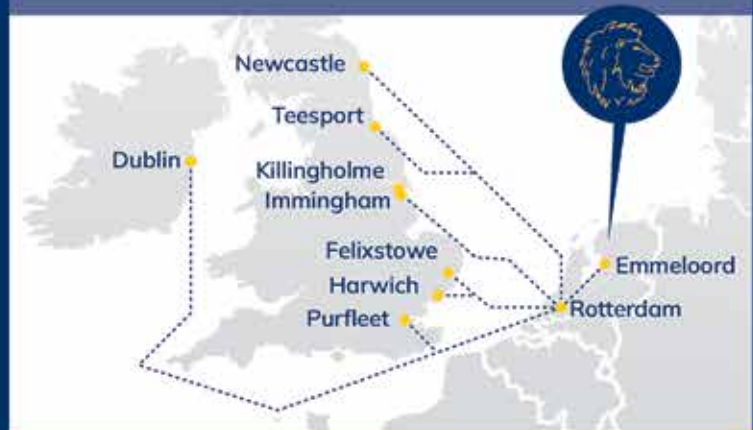 Newcastle
Teesport
Dublin
Killingholme
Immingham
Felixstowe
Harwich
Purfleet
Emmeloord
Rotterdam